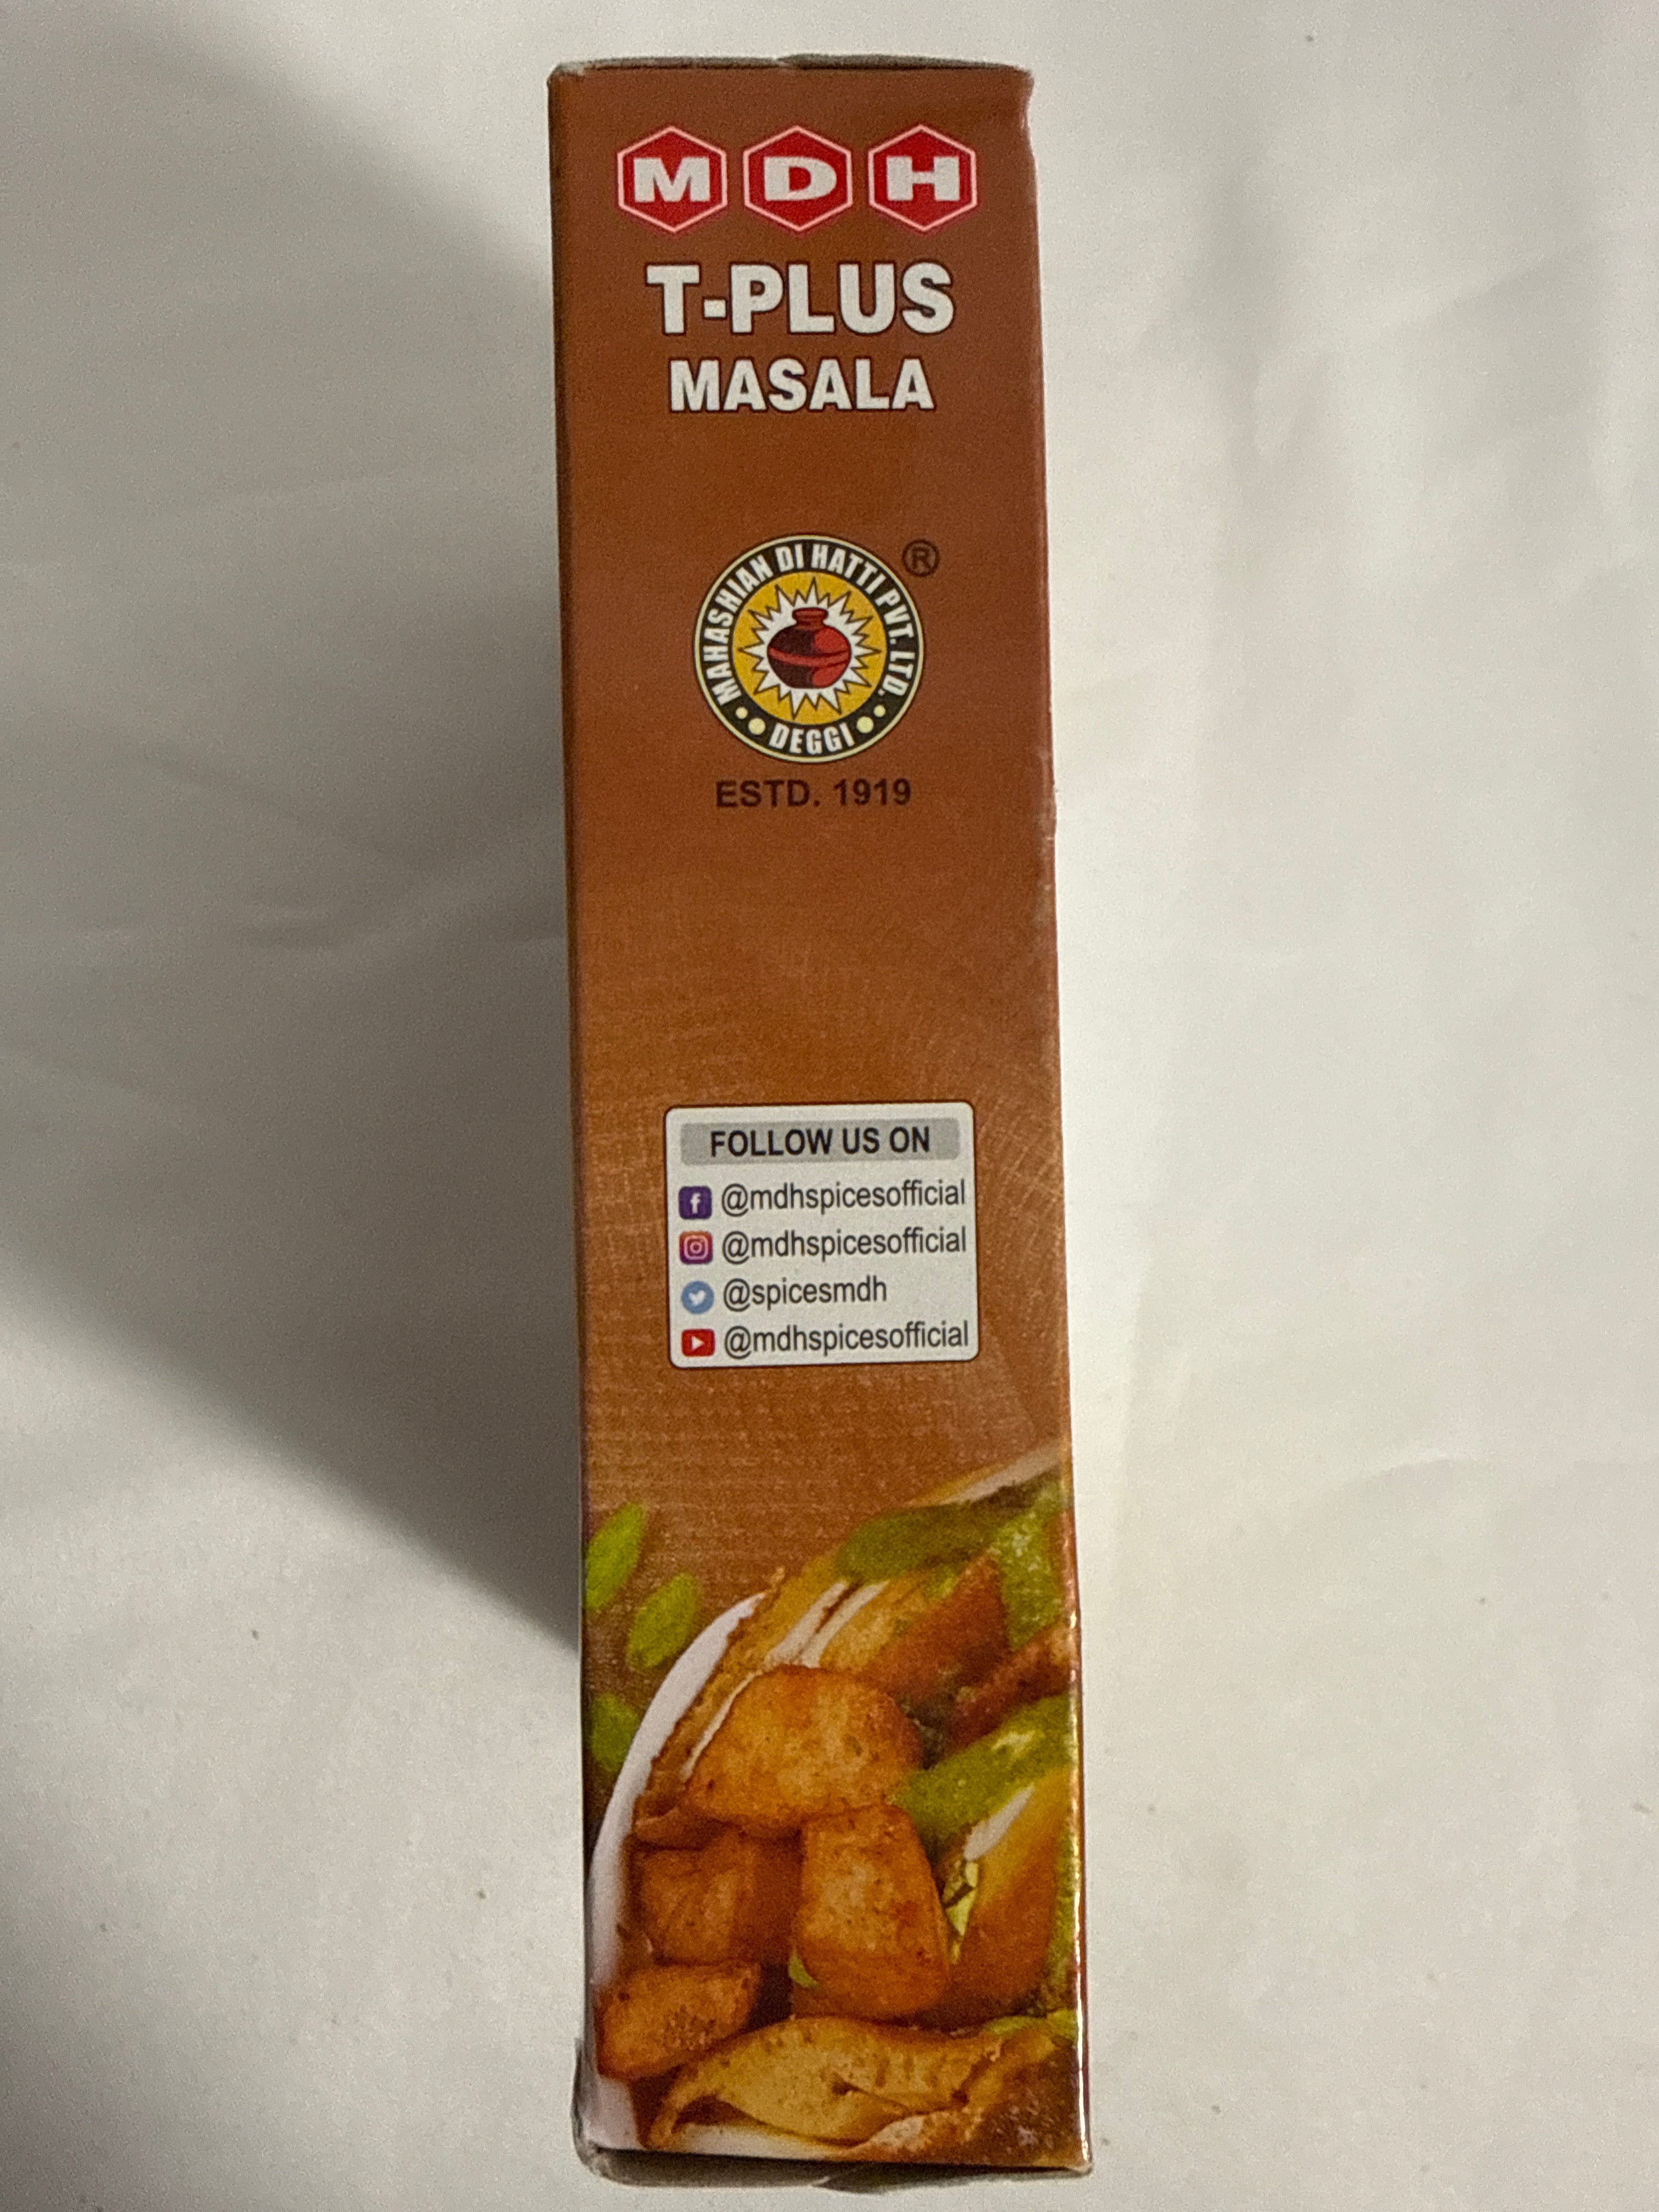 MDH
T-PLUS
MASALA
MAHASHIAN DI HATTI PVT. LTD.
®
DEGGI
ESTD. 1919
FOLLOW US ON
@mdhspicesofficial
@mdhspicesofficial
@spicesmdh
@mdhspicesofficial